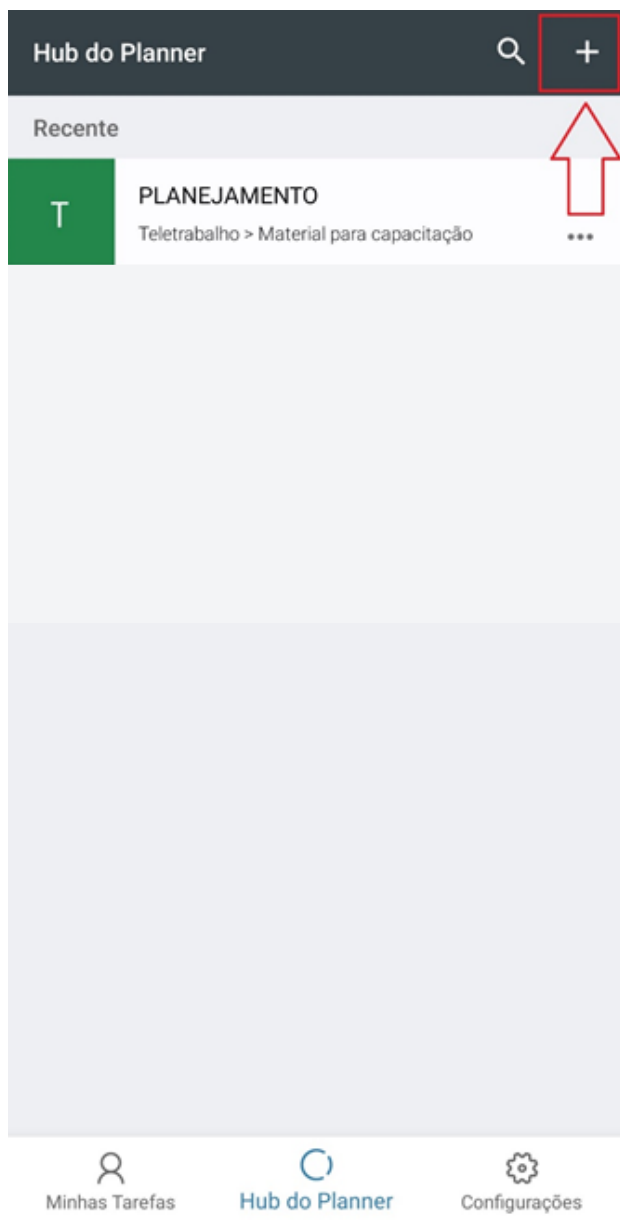 Hub do Planner
Recente
T
PLANEJAMENTO
Teletrabalho > Material para capacitação
Minhas Tarefas
Hub do Planner
Configurações